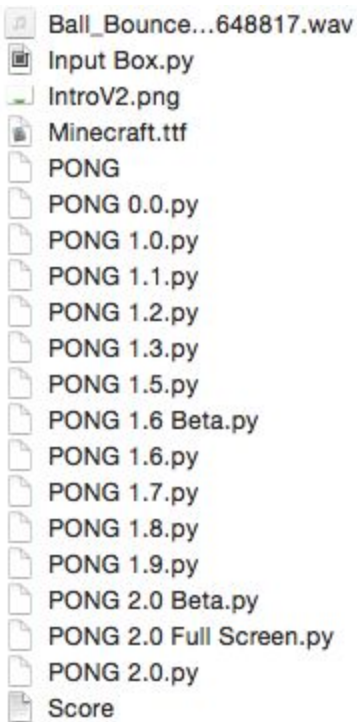 Ball_Bounce...648817.wav
Input Box.py
IntroV2.png
Minecraft.ttf
PONG
PONG 0.0.py
PONG 1.0.py
PONG 1.1.py
PONG 1.2.py
PONG 1.3.py
PONG 1.5.py
PONG 1.6 Beta.py
PONG 1.6.py
PONG 1.7.py
PONG 1.8.py
PONG 1.9.py
PONG 2.0 Beta.py
PONG 2.0 Full Screen.py
PONG 2.0.py
Score